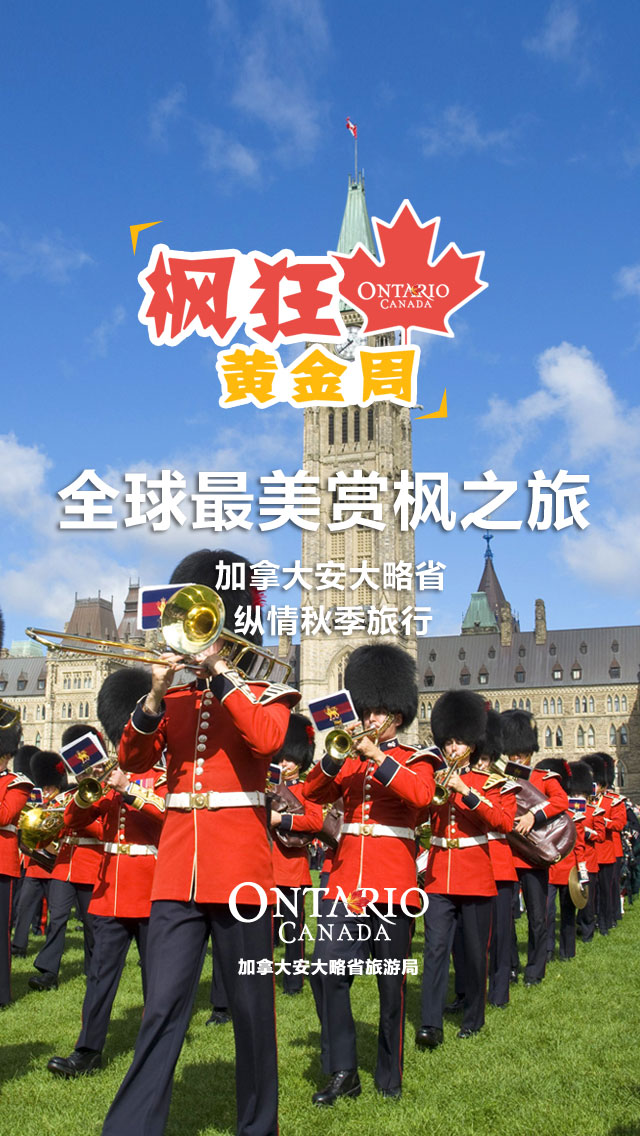 枫狂
ONTARIO
CANADA
黄金周
全球最美赏枫之旅
加拿大安大略省
纵情秋季旅行
ONTARIO
CANADA
加拿大安大略省旅游局